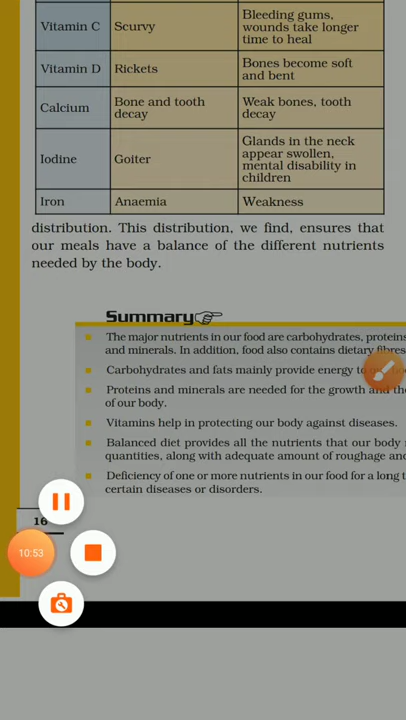 Vitamin C Scurvy Bleeding gums,
wounds take longer
time to heal
Vitamin D Rickets Bones become soft
and bent
Calcium Bone and tooth
decay
Weak bones, tooth
decay
Iodine Goiter Glands in the neck
appear swollen,
mental disability in
children
Iron Anaemia Weakness
distribution. This distribution, we find, ensures that
our meals have a balance of the different nutrients
needed by the body.
Summary
The major nutrients in our food are carbohydrates, proteins
and minerals. In addition, food also contains dietary fibres
Carbohydrates and fats mainly provide energy to
Proteins and minerals are needed for the growth and the
of our body.
Vitamins help in protecting our body against diseases.
Balanced diet provides all the nutrients that our body
quantities, along with adequate amount of roughage and
Deficiency of one or more nutrients in our food for a long t
certain diseases or disorders.
16
10:53